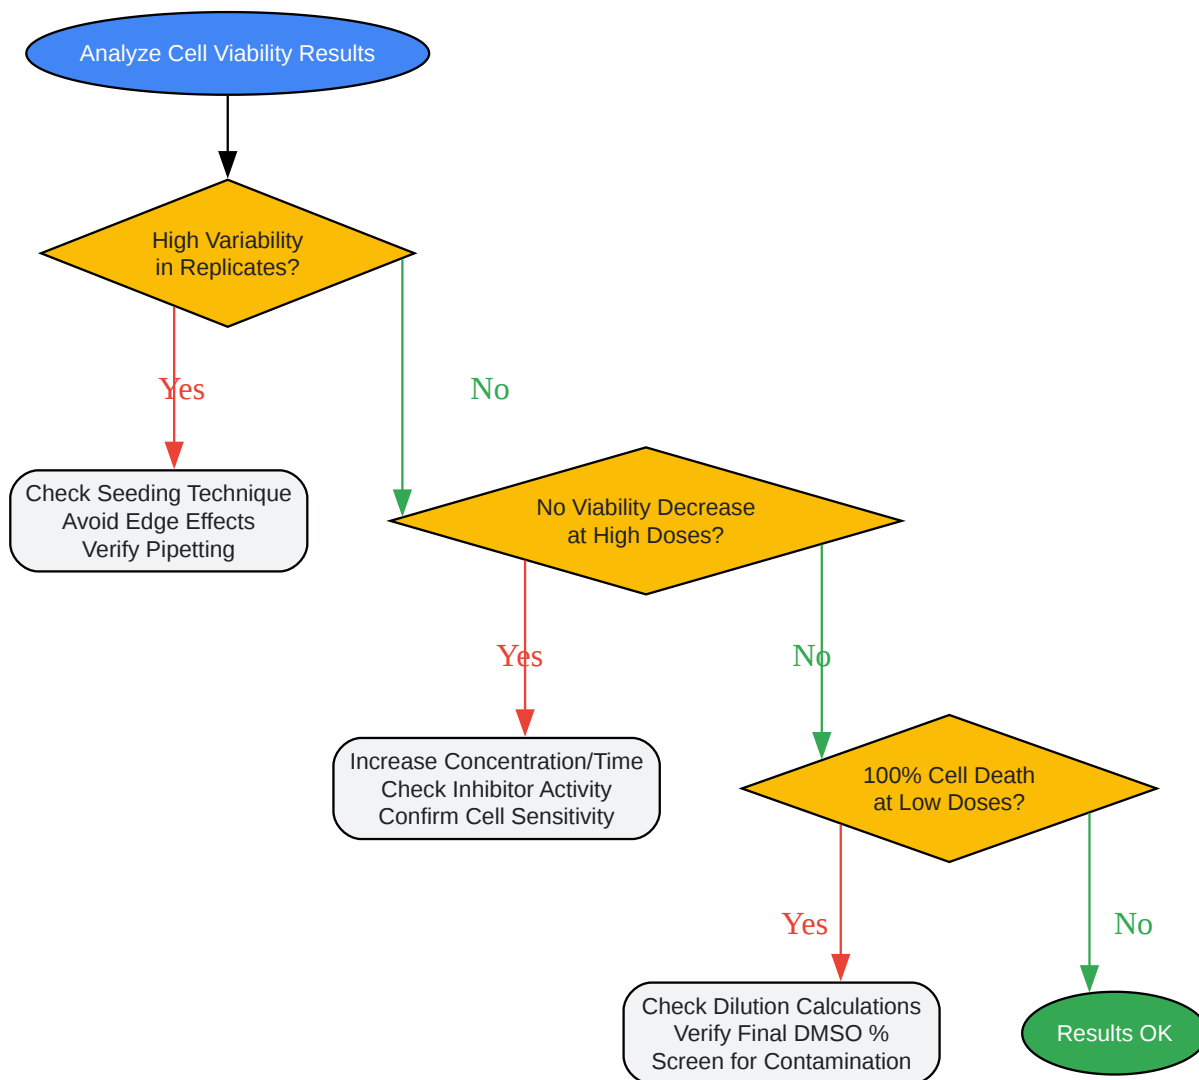 Analyze Cell Viability Results
High Variability
in Replicates?
Yes
No
Check Seeding Technique
Avoid Edge Effects
Verify Pipetting
No Viability Decrease
at High Doses?
Yes
No
Increase Concentration/Time
Check Inhibitor Activity
Confirm Cell Sensitivity
100% Cell Death
at Low Doses?
Yes
No
Check Dilution Calculations
Verify Final DMSO %
Screen for Contamination
Results OK